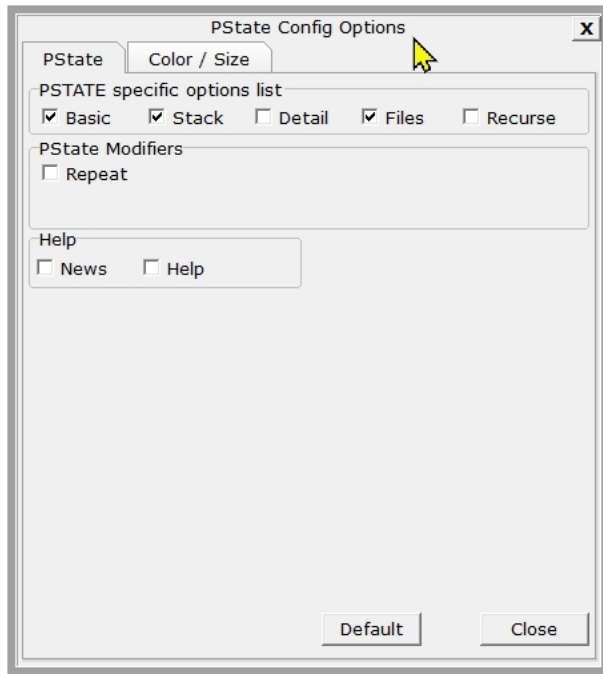 PState Config Options X
PState Color / Size
PSTATE specific options list
Basic Stack Detail Files Recurse
PState Modifiers
Repeat
Help
News Help
Default Close